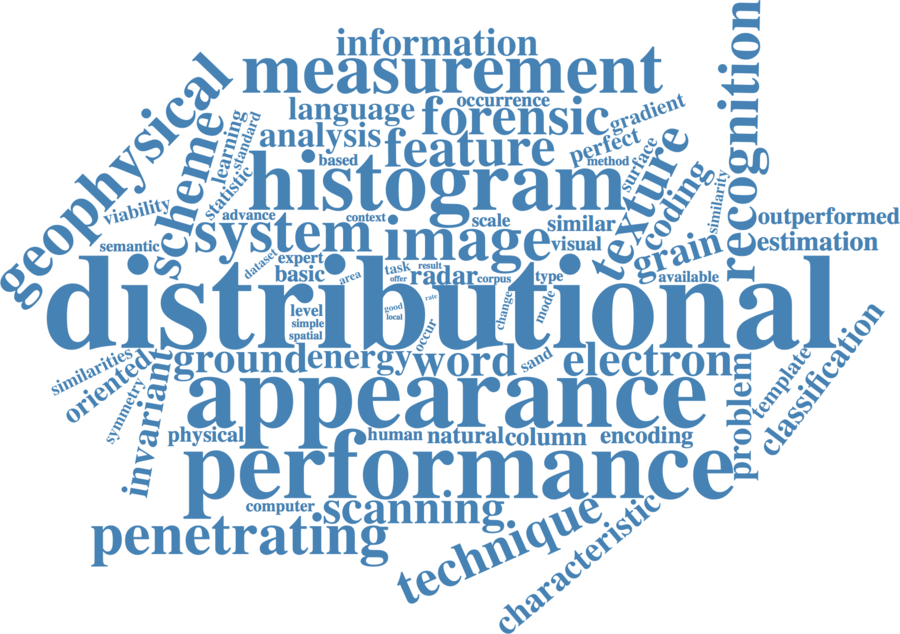 information
measurement
recognition
geophysical
language
occurrence
forensic
gradient
scheme
learning
standard
analysis
feature
perfect
method
surface
texture
based
histogram
statistic
viability
advance
context
scale
similar
coding
similarity
outperformed
semantic
system
image
visual
grain
estimation
dataset
expert
basic
area
task
result
offer
radar
corpus
type
available
distributional
level
simple
spatial
good
local
rate
occur
change
mode
similarities
oriented
symmetry
invariant
ground
energy
word
sand
electron
problem
template
classification
appearance
physical
human
natural
column
encoding
performance
computer
scanning
penetrating
technique
characteristic